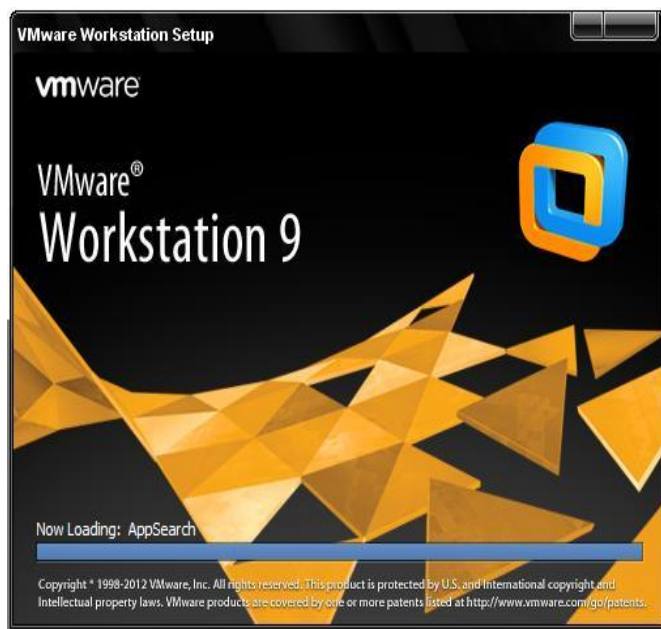 VMware Workstation Setup
vmware
VMware®
Workstation 9
Now Loading: AppSearch
Copyright * 1998-2012 VMware, Inc. All rights reserved. This product is protected by U.S. and International copyright and
Intellectual property laws. VMware products are covered by one or more patents listed at http://www.vmware.com/go/patents.